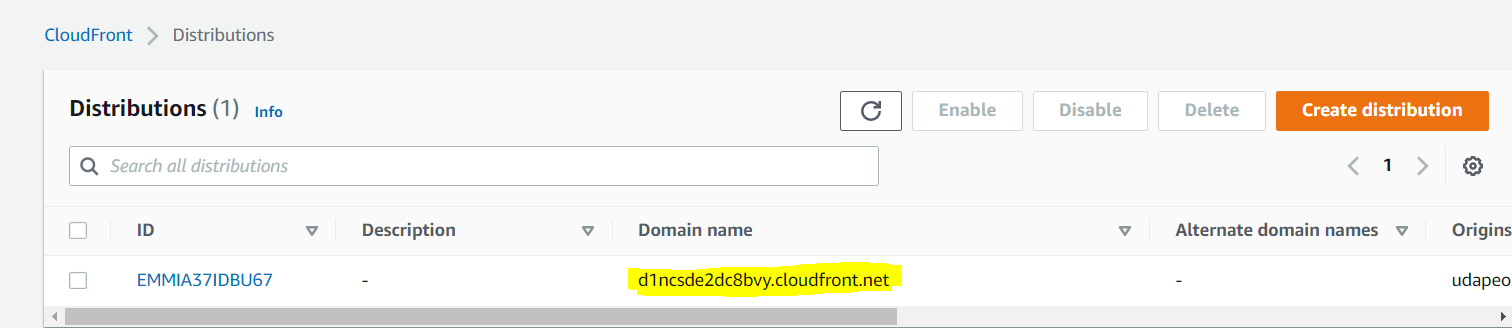 CloudFront > Distributions
Distributions (1) Info
Enable Disable Delete Create distribution
Search all distributions
1
ID Description Domain name Alternate domain names Origins
EMMIA37IDBU67 - d1ncsde2dc8bvy.cloudfront.net - udapeo